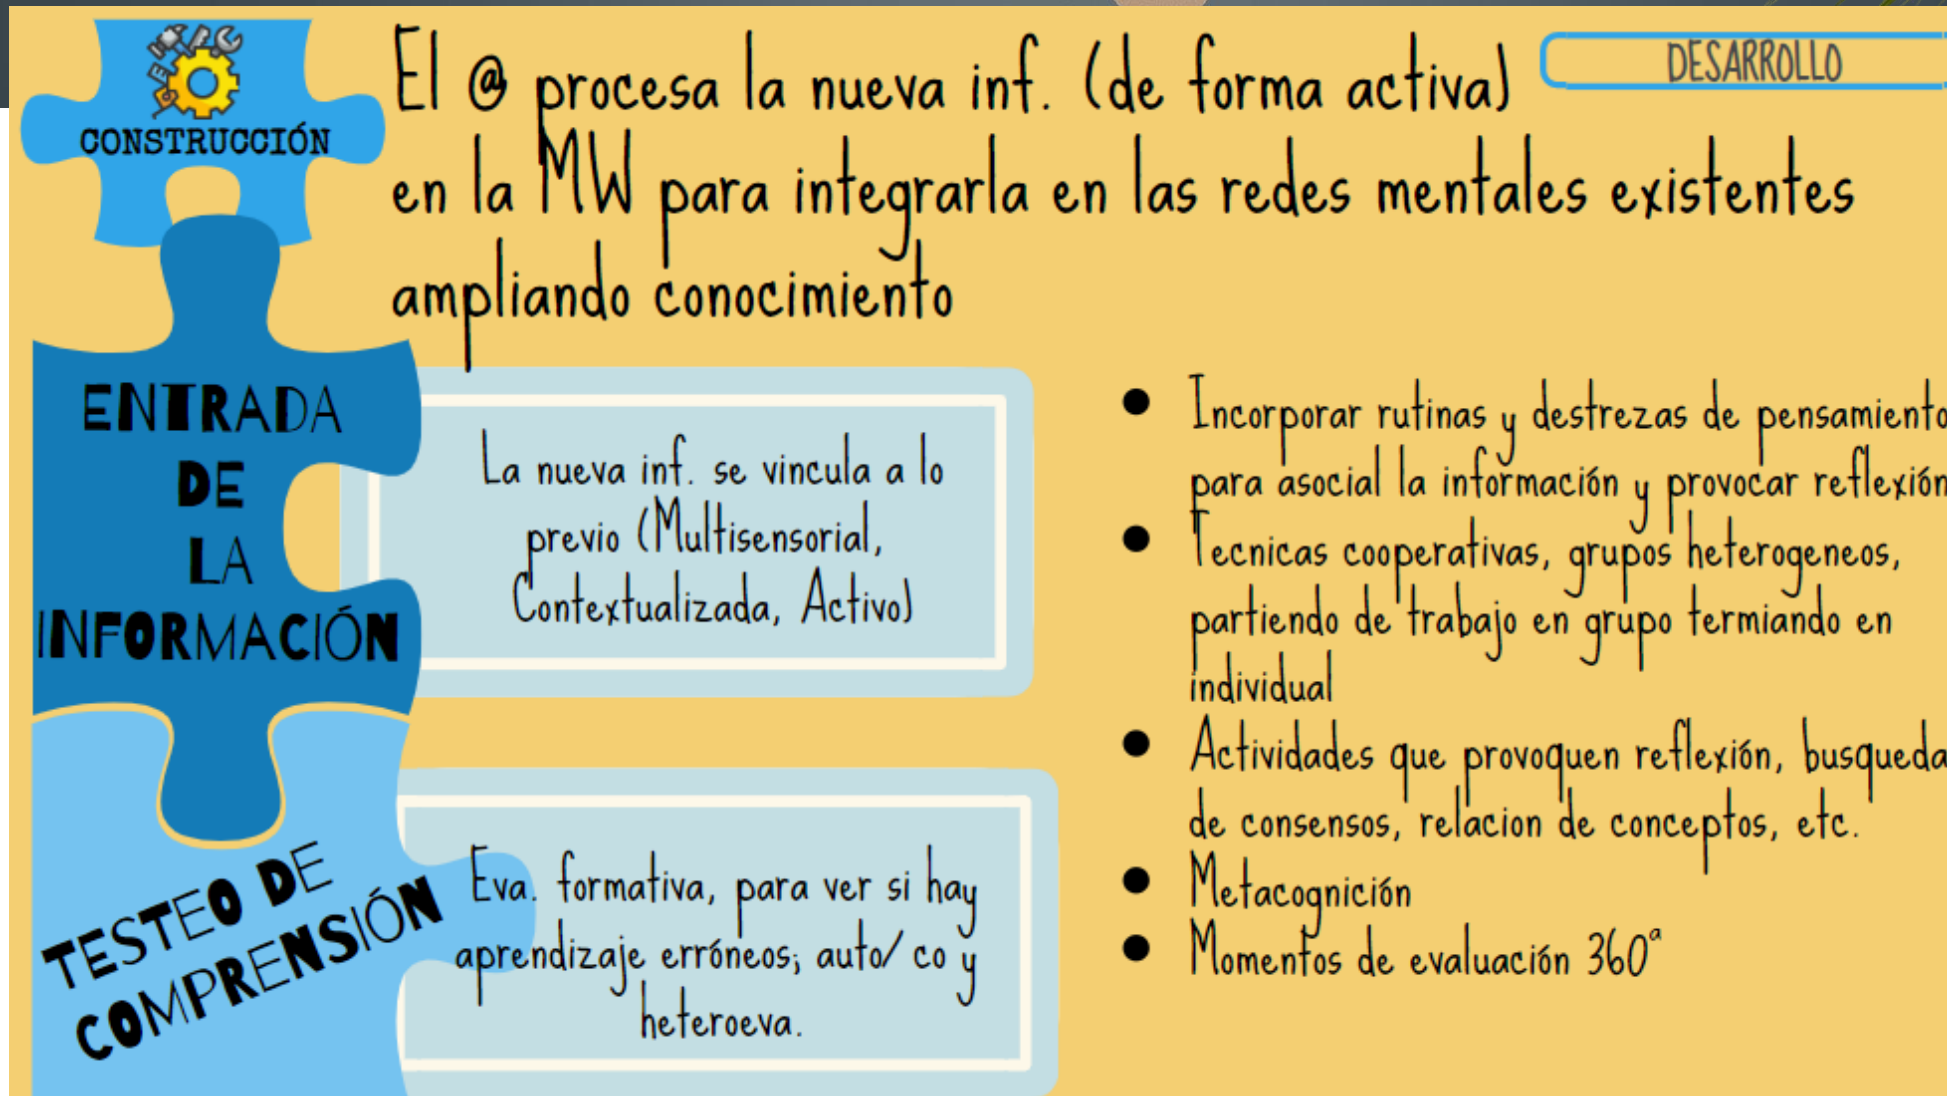 CONSTRUCCIÓN
El @ procesa la nueva inf. (de forma activa)
en la MW para integrarla en las redes mentales existentes
ampliando conocimiento
DESARROLLO
ENTRADA
DE
LA
INFORMACIÓN
La nueva inf. se vincula a lo
previo (Multisensorial,
Contextualizada, Activo)
TESTEO DE
COMPRENSIÓN
Eva. formativa, para ver si hay
aprendizaje erróneos; auto/ co y
heteroeva.
● Incorporar rutinas y destrezas de pensamiento
para asocial la información y provocar reflexión
● Tecnicas cooperativas, grupos heterogeneos,
partiendo de trabajo en grupo termiando en
individual
● Actividades que provoquen reflexión, busqueda
de consensos, relacion de conceptos, etc.
● Metacognición
● Momentos de evaluación 360ª